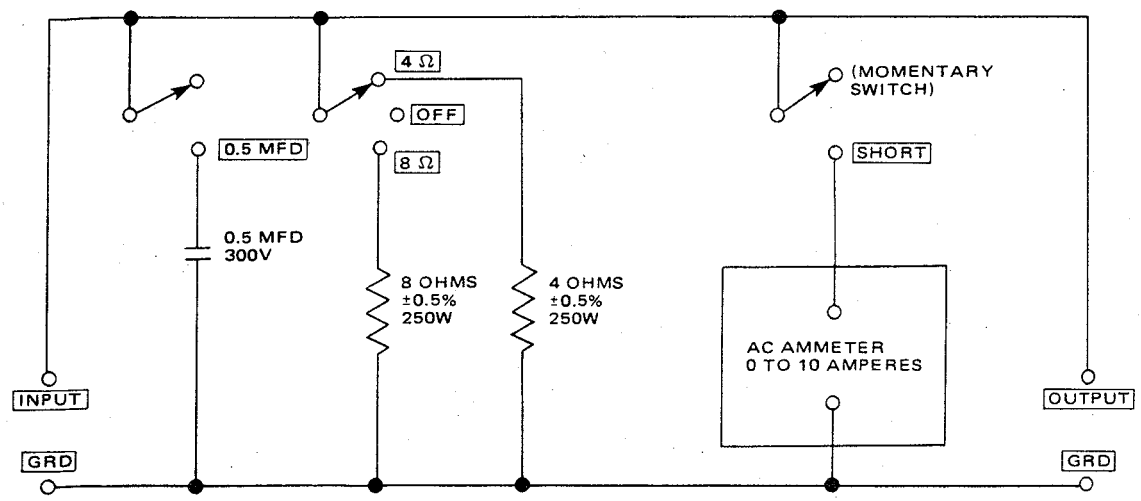 4 Ω
(MOMENTARY
SWITCH)
OFF
0.5 MFD
8 Ω
SHORT
0.5 MFD
300V
8 OHMS
±0.5%
250W
4 OHMS
±0.5%
250W
AC AMMETER
0 TO 10 AMPERES
INPUT
OUTPUT
GRD
GRD